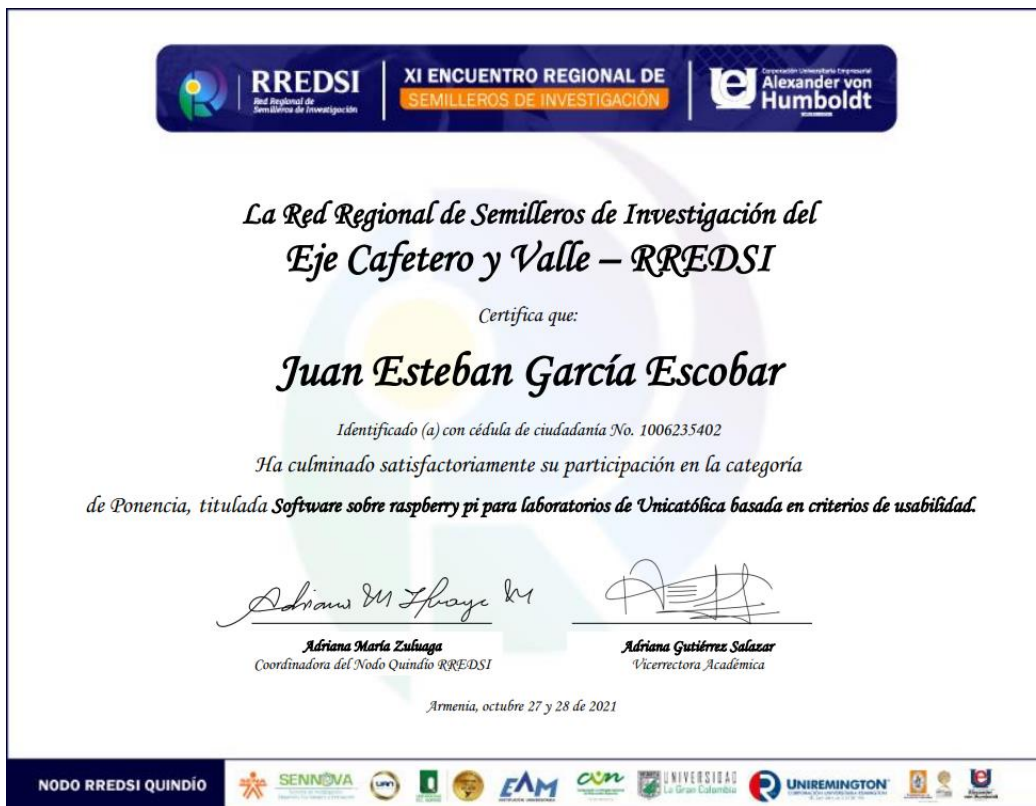 RREDSI
Red Regional de
Semilleros de Investigación
XI ENCUENTRO REGIONAL DE
SEMILLEROS DE INVESTIGACIÓN
Corporación Universitaria Empresarial
Alexander von
Humboldt
La Red Regional de Semilleros de Investigación del
Eje Cafetero y Valle – RREDSI
Certifica que:
Juan Esteban García Escobar
Identificado (a) con cédula de ciudadanía No. 1006235402
Ha culminado satisfactoriamente su participación en la categoría
de Ponencia, titulada Software sobre raspberry pi para laboratorios de Unicatólica basada en criterios de usabilidad.
Adriana María Zuluaga
Coordinadora del Nodo Quindío RREDSI
Adriana Gutiérrez Salazar
Vicerrectora Académica
Armenia, octubre 27 y 28 de 2021
NODO RREDSI QUINDÍO
SENA
SENNOVA
UAN
EAM
cun
UNIVERSIDAD
La Gran Colombia
UNIREMINGTON